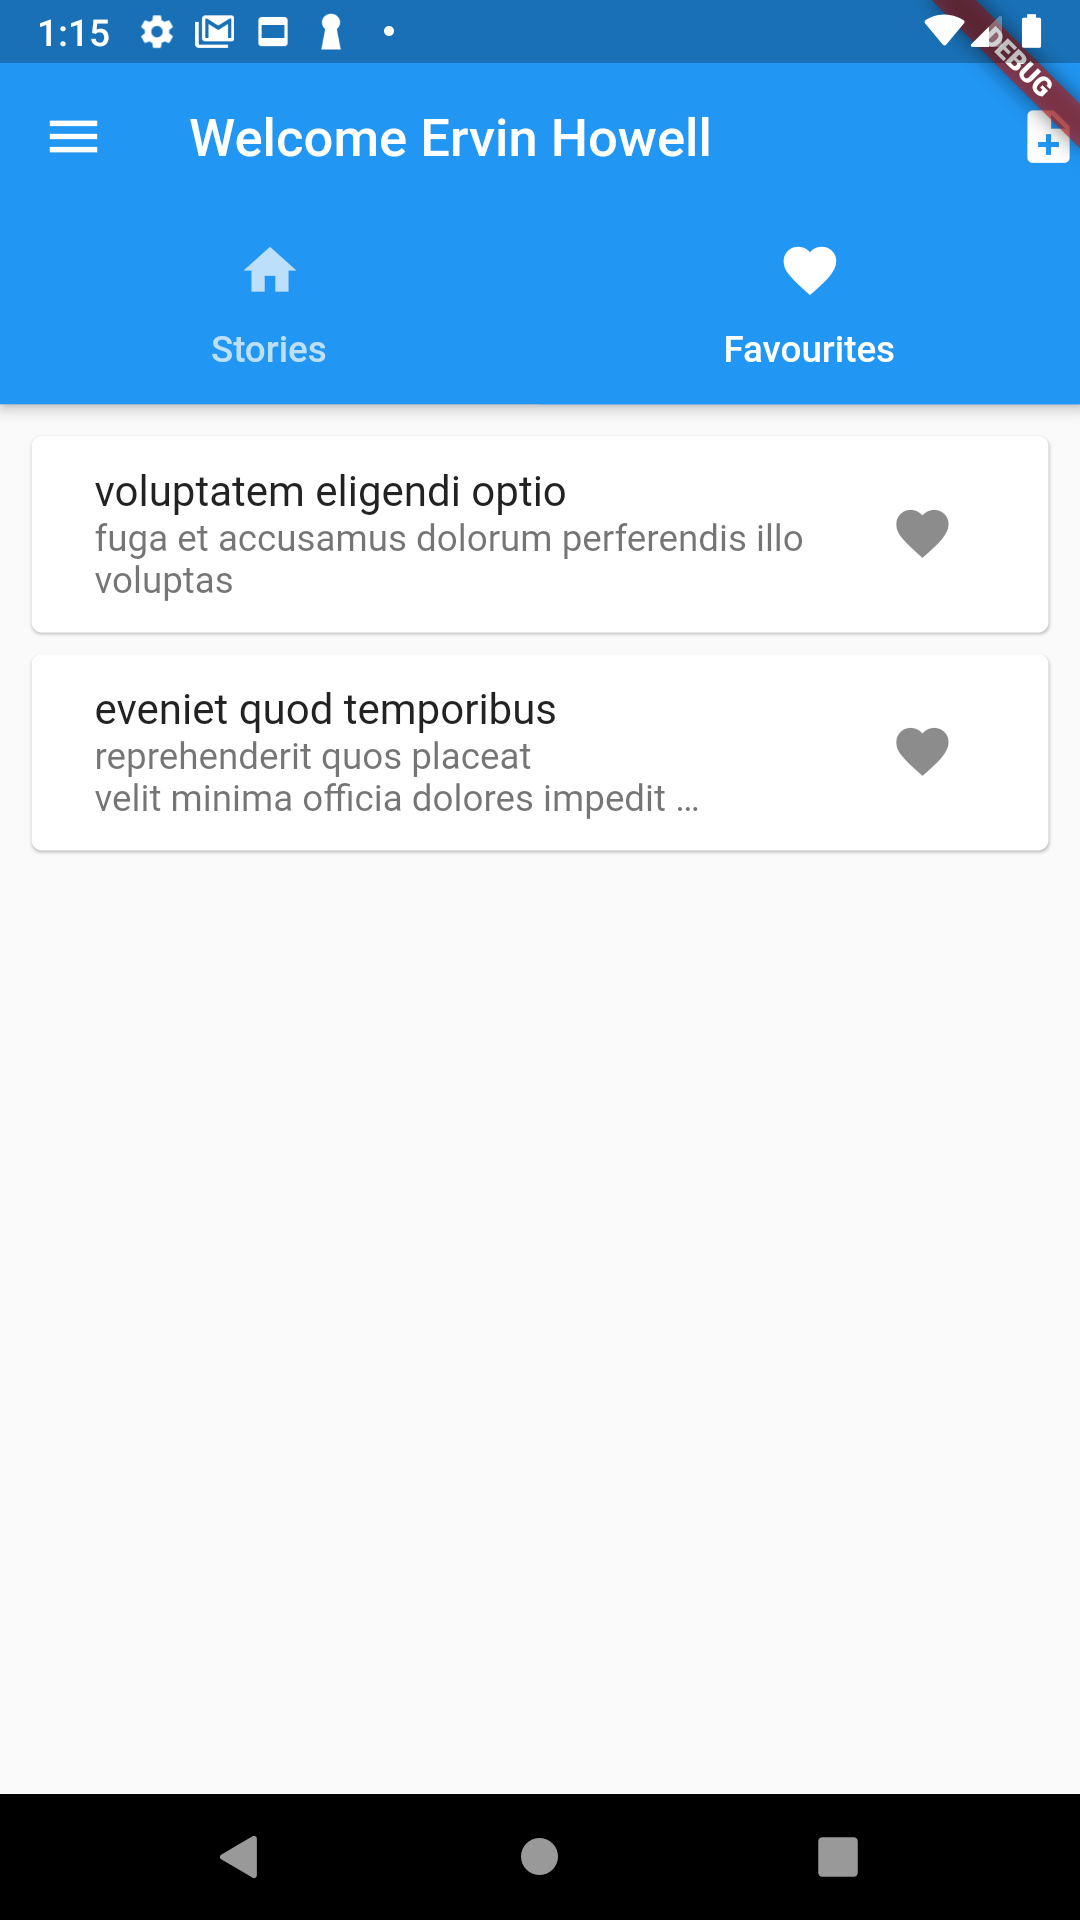 1:15
DEBUG
Welcome Ervin Howell
Stories
Favourites
voluptatem eligendi optio
fuga et accusamus dolorum perferendis illo
voluptas
eveniet quod temporibus
reprehenderit quos placeat
velit minima officia dolores impedit ...